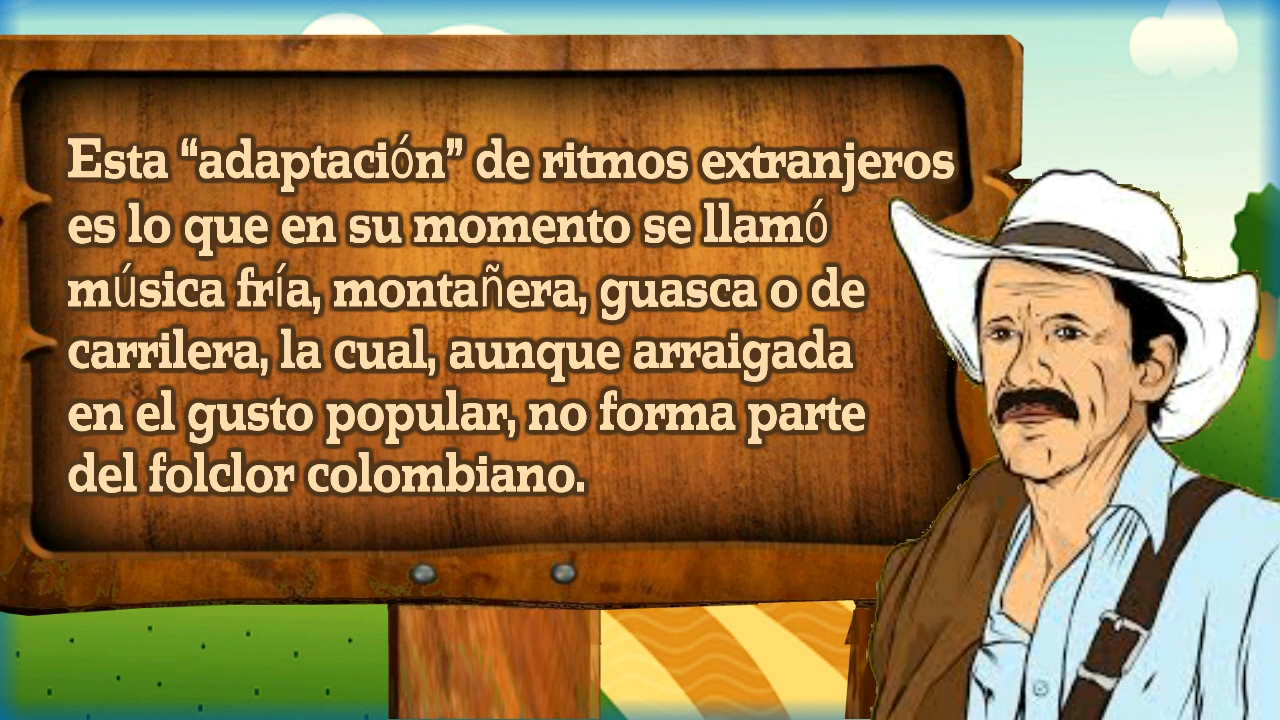 Esta “adaptación” de ritmos extranjeros
es lo que en su momento se llamó
música fría, montañera, guasca o de
carrilera, la cual, aunque arraigada
en el gusto popular, no forma parte
del folclor colombiano.